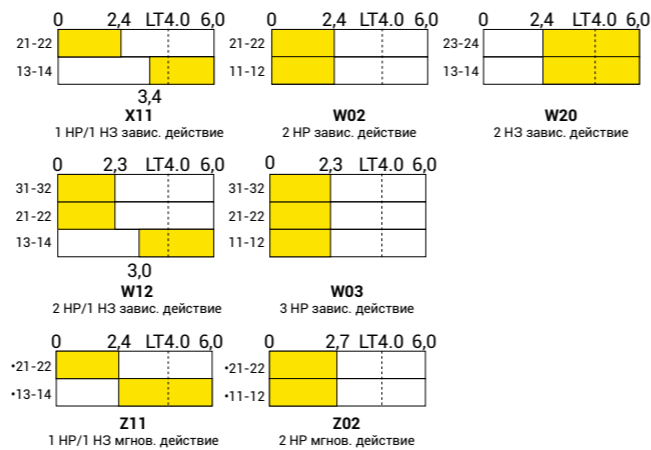 0 2,4 LT4.0 6,0
21-22
13-14
3,4
X11
1 НР/1 НЗ завис. действие
0 2,4 LT4.0 6,0
21-22
11-12
W02
2 НР завис. действие
0 2,4 LT4.0 6,0
23-24
13-14
W20
2 НЗ завис. действие
0 2,3 LT4.0 6,0
31-32
21-22
13-14
3,0
W12
2 НР/1 НЗ завис. действие
0 2,3 LT4.0 6,0
31-32
21-22
11-12
W03
3 НР завис. действие
0 2,4 LT4.0 6,0
•21-22
•13-14
Z11
1 НР/1 НЗ мгнов. действие
0 2,7 LT4.0 6,0
•21-22
•11-12
Z02
2 НР мгнов. действие